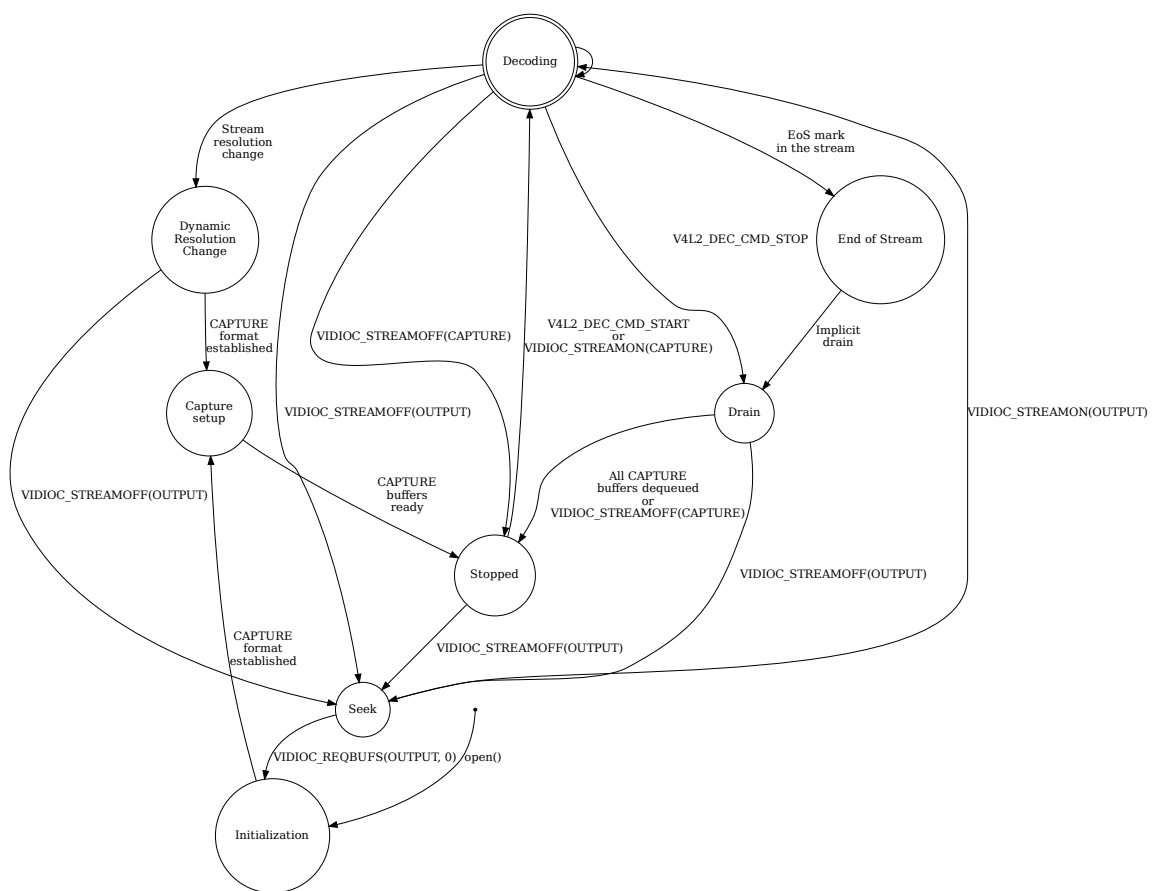 Decoding
Stream
resolution
change
EoS mark
in the stream
Dynamic
Resolution
Change
V4L2_DEC_CMD_STOP
End of Stream
CAPTURE
format
established
VIDIOC_STREAMOFF(CAPTURE)
V4L2_DEC_CMD_START
or
VIDIOC_STREAMON(CAPTURE)
Implicit
drain
Capture
setup
VIDIOC_STREAMOFF(OUTPUT)
Drain
VIDIOC_STREAMON(OUTPUT)
VIDIOC_STREAMOFF(OUTPUT)
CAPTURE
buffers
ready
All CAPTURE
buffers dequeued
or
VIDIOC_STREAMOFF(CAPTURE)
Stopped
VIDIOC_STREAMOFF(OUTPUT)
CAPTURE
format
established
VIDIOC_STREAMOFF(OUTPUT)
Seek
VIDIOC_REQBUFS(OUTPUT, 0)
open()
Initialization